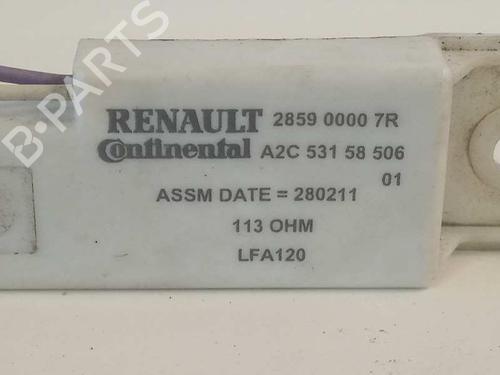 RENAULT 2859 0000 7R
Continental A2C 531 58 506
01
ASSM DATE = 280211
113 OHM
LFA120
B-PARTS